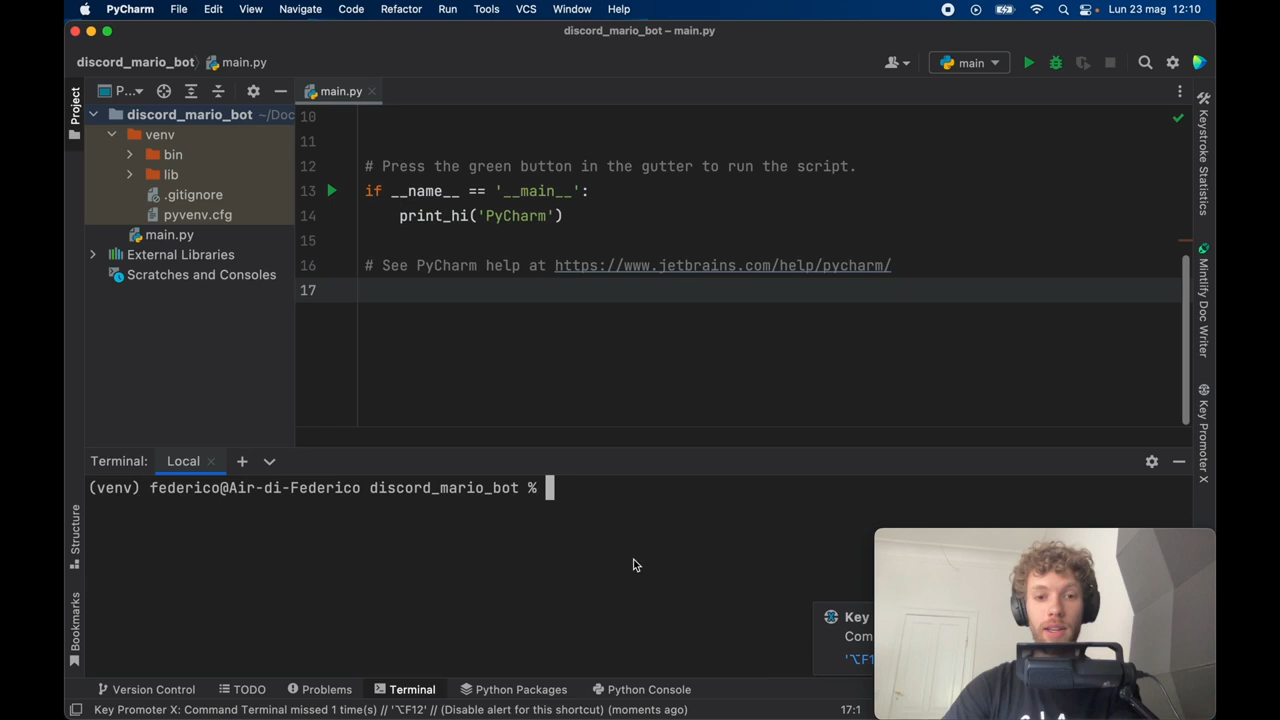 PyCharm File Edit View Navigate Code Refactor Run Tools VCS Window Help Lun 23 mag 12:10
discord_mario_bot – main.py
discord_mario_bot main.py main
Project
P... main.py
discord_mario_bot ~/Doc
venv
bin
lib
.gitignore
pyvenv.cfg
main.py
External Libraries
Scratches and Consoles
10
11
12 # Press the green button in the gutter to run the script.
13 if __name__ == '__main__':
14 print_hi('PyCharm')
15
16 # See PyCharm help at https://www.jetbrains.com/help/pycharm/
17
Keystroke Statistics
Mintlify Doc Writer
Key Promoter X
Terminal: Local
(venv) federico@Air-di-Federico discord_mario_bot %
Structure
Bookmarks
Key
Com
'⌥F1
Version Control TODO Problems Terminal Python Packages Python Console
Key Promoter X: Command Terminal missed 1 time(s) // '⌥F12' // (Disable alert for this shortcut) (moments ago) 17:1